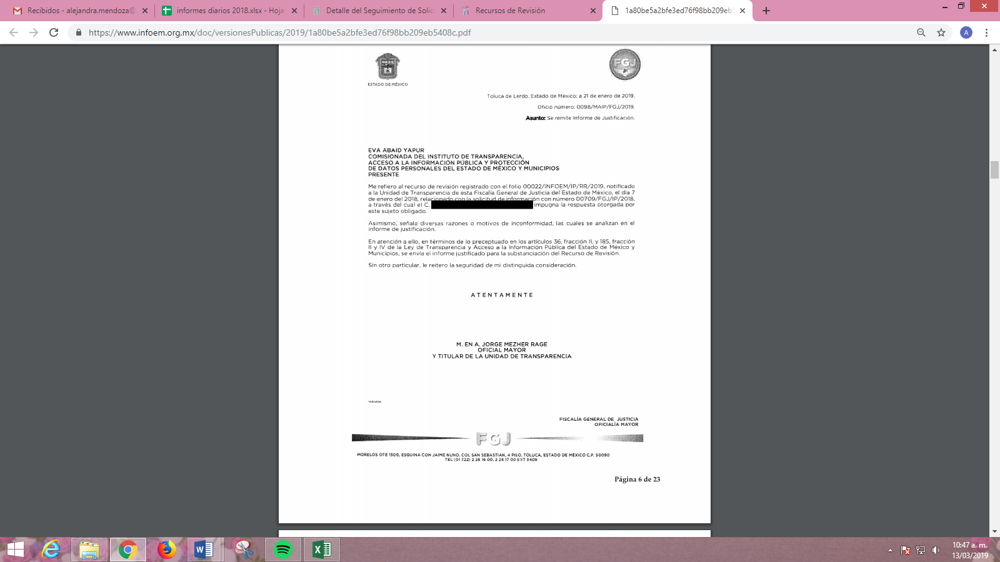 Recibidos - alejandra.mendoza@
informes diarios 2018.xlsx - Hoja
Detalle del Seguimiento de Solic
Recursos de Revisión
1a80be5a2bfe3ed76f98bb209eb5
https://www.infoem.org.mx/doc/versionesPublicas/2019/1a80be5a2bfe3ed76f98bb209eb5408c.pdf
A
FGJ
ESTADO DE MÉXICO
Toluca de Lerdo, Estado de México; a 21 de enero de 2019.
Oficio número: 0098/MAIP/FGJ/2019.
Asunto: Se remite Informe de Justificación.
EVA ABAID YAPUR
COMISIONADA DEL INSTITUTO DE TRANSPARENCIA,
ACCESO A LA INFORMACIÓN PÚBLICA Y PROTECCIÓN
DE DATOS PERSONALES DEL ESTADO DE MÉXICO Y MUNICIPIOS
PRESENTE
Me refiero al recurso de revisión registrado con el folio 00022/INFOEM/IP/RR/2019, notificado
a la Unidad de Transparencia de esta Fiscalía General de Justicia del Estado de México, el día 7
de enero del 2018, relacionado con la solicitud de información con número 00709/FGJ/IP/2018,
a través del cual el C. impugna la respuesta otorgada por
este sujeto obligado.
Asimismo, señala diversas razones o motivos de inconformidad, las cuales se analizan en el
informe de justificación.
En atención a ello, en términos de lo preceptuado en los artículos 36, fracción II, y 185, fracción
II y IV de la Ley de Transparencia y Acceso a la Información Pública del Estado de México y
Municipios, se envía el informe justificado para la substanciación del Recurso de Revisión.
Sin otro particular, le reitero la seguridad de mi distinguida consideración.
A T E N T A M E N T E
M. EN A. JORGE MEZHER RAGE
OFICIAL MAYOR
Y TITULAR DE LA UNIDAD DE TRANSPARENCIA
FISCALÍA GENERAL DE JUSTICIA
OFICIALÍA MAYOR
FGJ
MORELOS OTE 1300, ESQUINA CON JAIME NUNO. COL SAN SEBASTIAN, 4 PISO, TOLUCA, ESTADO DE MÉXICO C.P. 50090
TEL (01 722) 2 26 16 00, 2 26 17 00 EXT 3409
Página 6 de 23
10:47 a. m.
13/03/2019